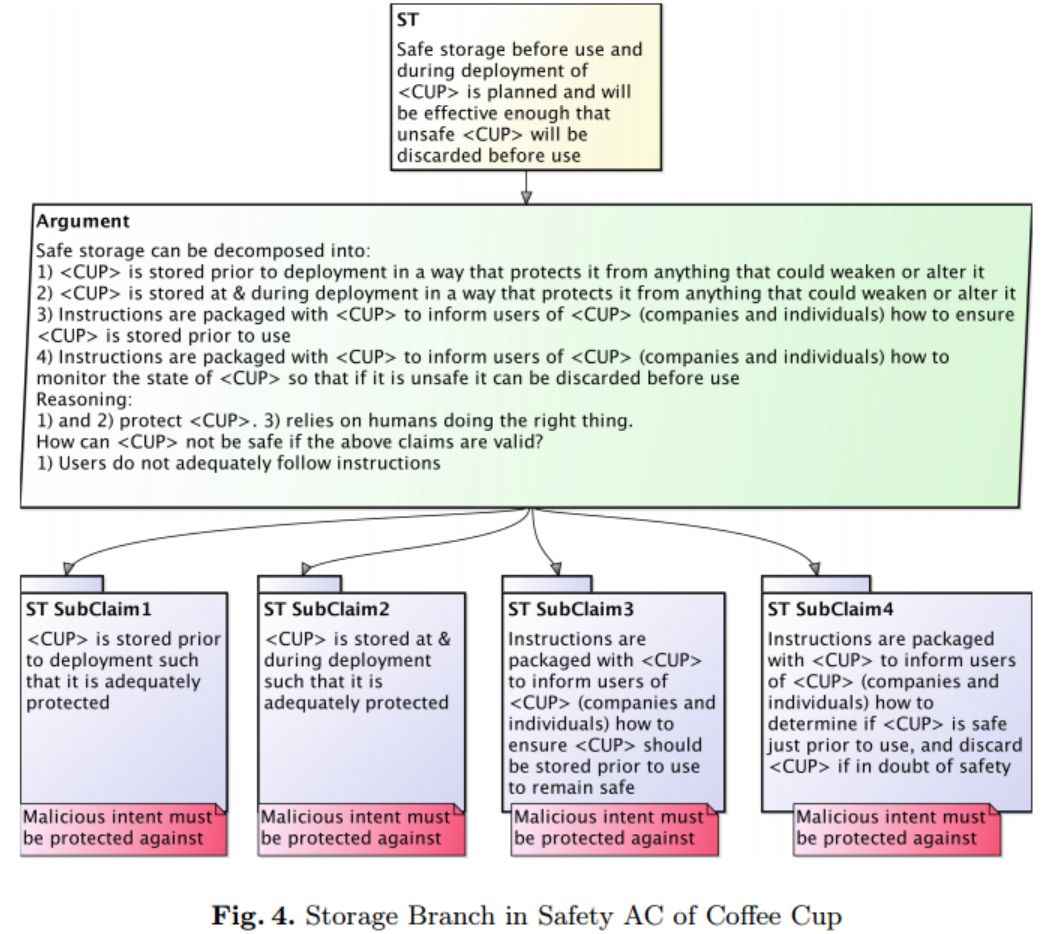 ST
Safe storage before use and
during deployment of
<CUP> is planned and will
be effective enough that
unsafe <CUP> will be
discarded before use
Argument
Safe storage can be decomposed into:
1) <CUP> is stored prior to deployment in a way that protects it from anything that could weaken or alter it
2) <CUP> is stored at & during deployment in a way that protects it from anything that could weaken or alter it
3) Instructions are packaged with <CUP> to inform users of <CUP> (companies and individuals) how to ensure
<CUP> is stored prior to use
4) Instructions are packaged with <CUP> to inform users of <CUP> (companies and individuals) how to
monitor the state of <CUP> so that if it is unsafe it can be discarded before use
Reasoning:
1) and 2) protect <CUP>. 3) relies on humans doing the right thing.
How can <CUP> not be safe if the above claims are valid?
1) Users do not adequately follow instructions
ST SubClaim1
<CUP> is stored prior
to deployment such
that it is adequately
protected
Malicious intent must
be protected against
ST SubClaim2
<CUP> is stored at &
during deployment
such that it is
adequately protected
Malicious intent must
be protected against
ST SubClaim3
Instructions are
packaged with <CUP>
to inform users of
<CUP> (companies and
individuals) how to
ensure <CUP> should
be stored prior to use
to remain safe
Malicious intent must
be protected against
ST SubClaim4
Instructions are packaged
with <CUP> to inform users
of <CUP> (companies and
individuals) how to
determine if <CUP> is safe
just prior to use, and discard
<CUP> if in doubt of safety
Malicious intent must
be protected against
Fig. 4. Storage Branch in Safety AC of Coffee Cup